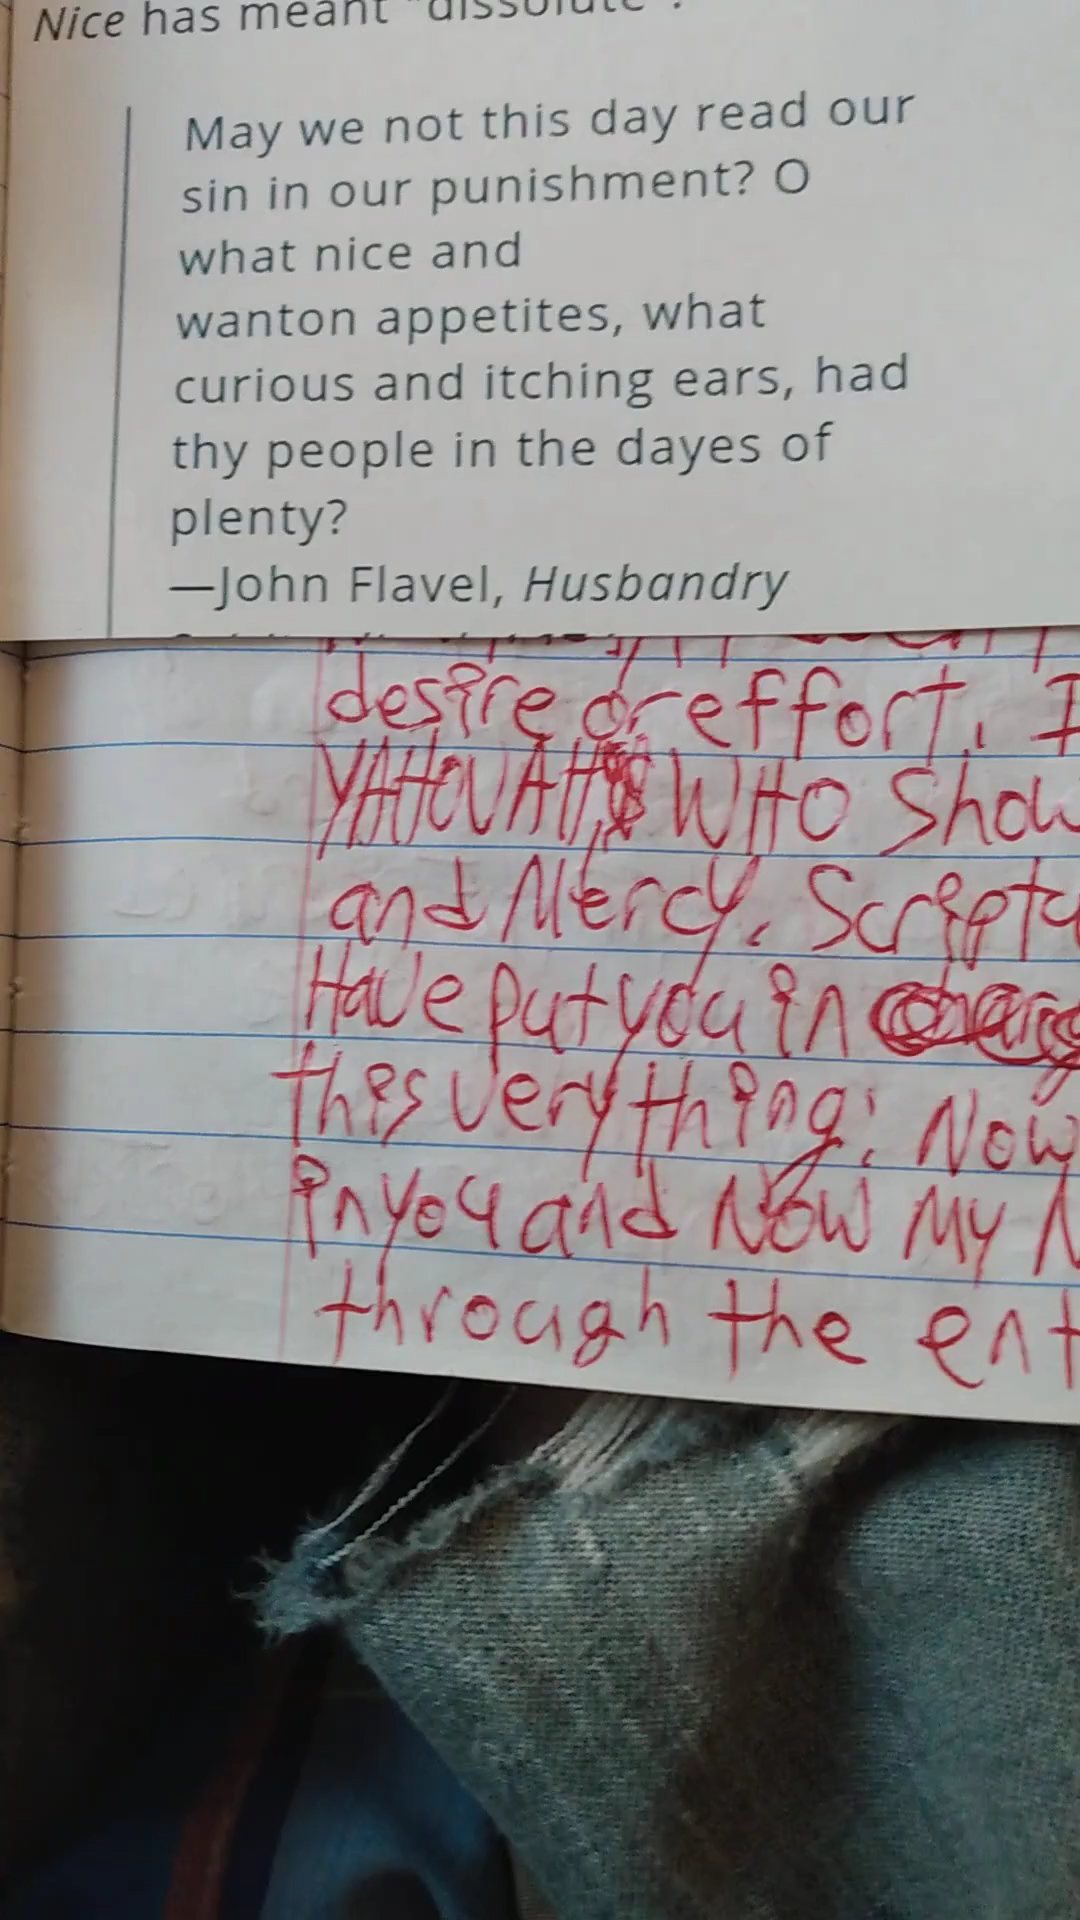 Nice has meant "dissolute".
May we not this day read our
sin in our punishment? O
what nice and
wanton appetites, what
curious and itching ears, had
thy people in the dayes of
plenty?
—John Flavel, Husbandry
desire or effort. I
YAHOVAH, WHO Show
and Mercy. Scriptu
Have put you in
this very thing: Now
in you and Now My N
through the ent